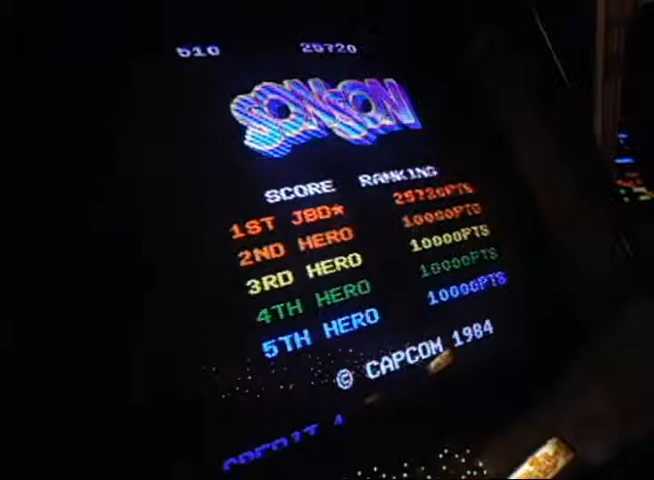 510 25720
SONSON
SCORE RANKING
1ST JBD* 25720PTS
2ND HERO 10000PTS
3RD HERO 10000PTS
4TH HERO 10000PTS
5TH HERO 10000PTS
© CAPCOM 1984
CREDIT